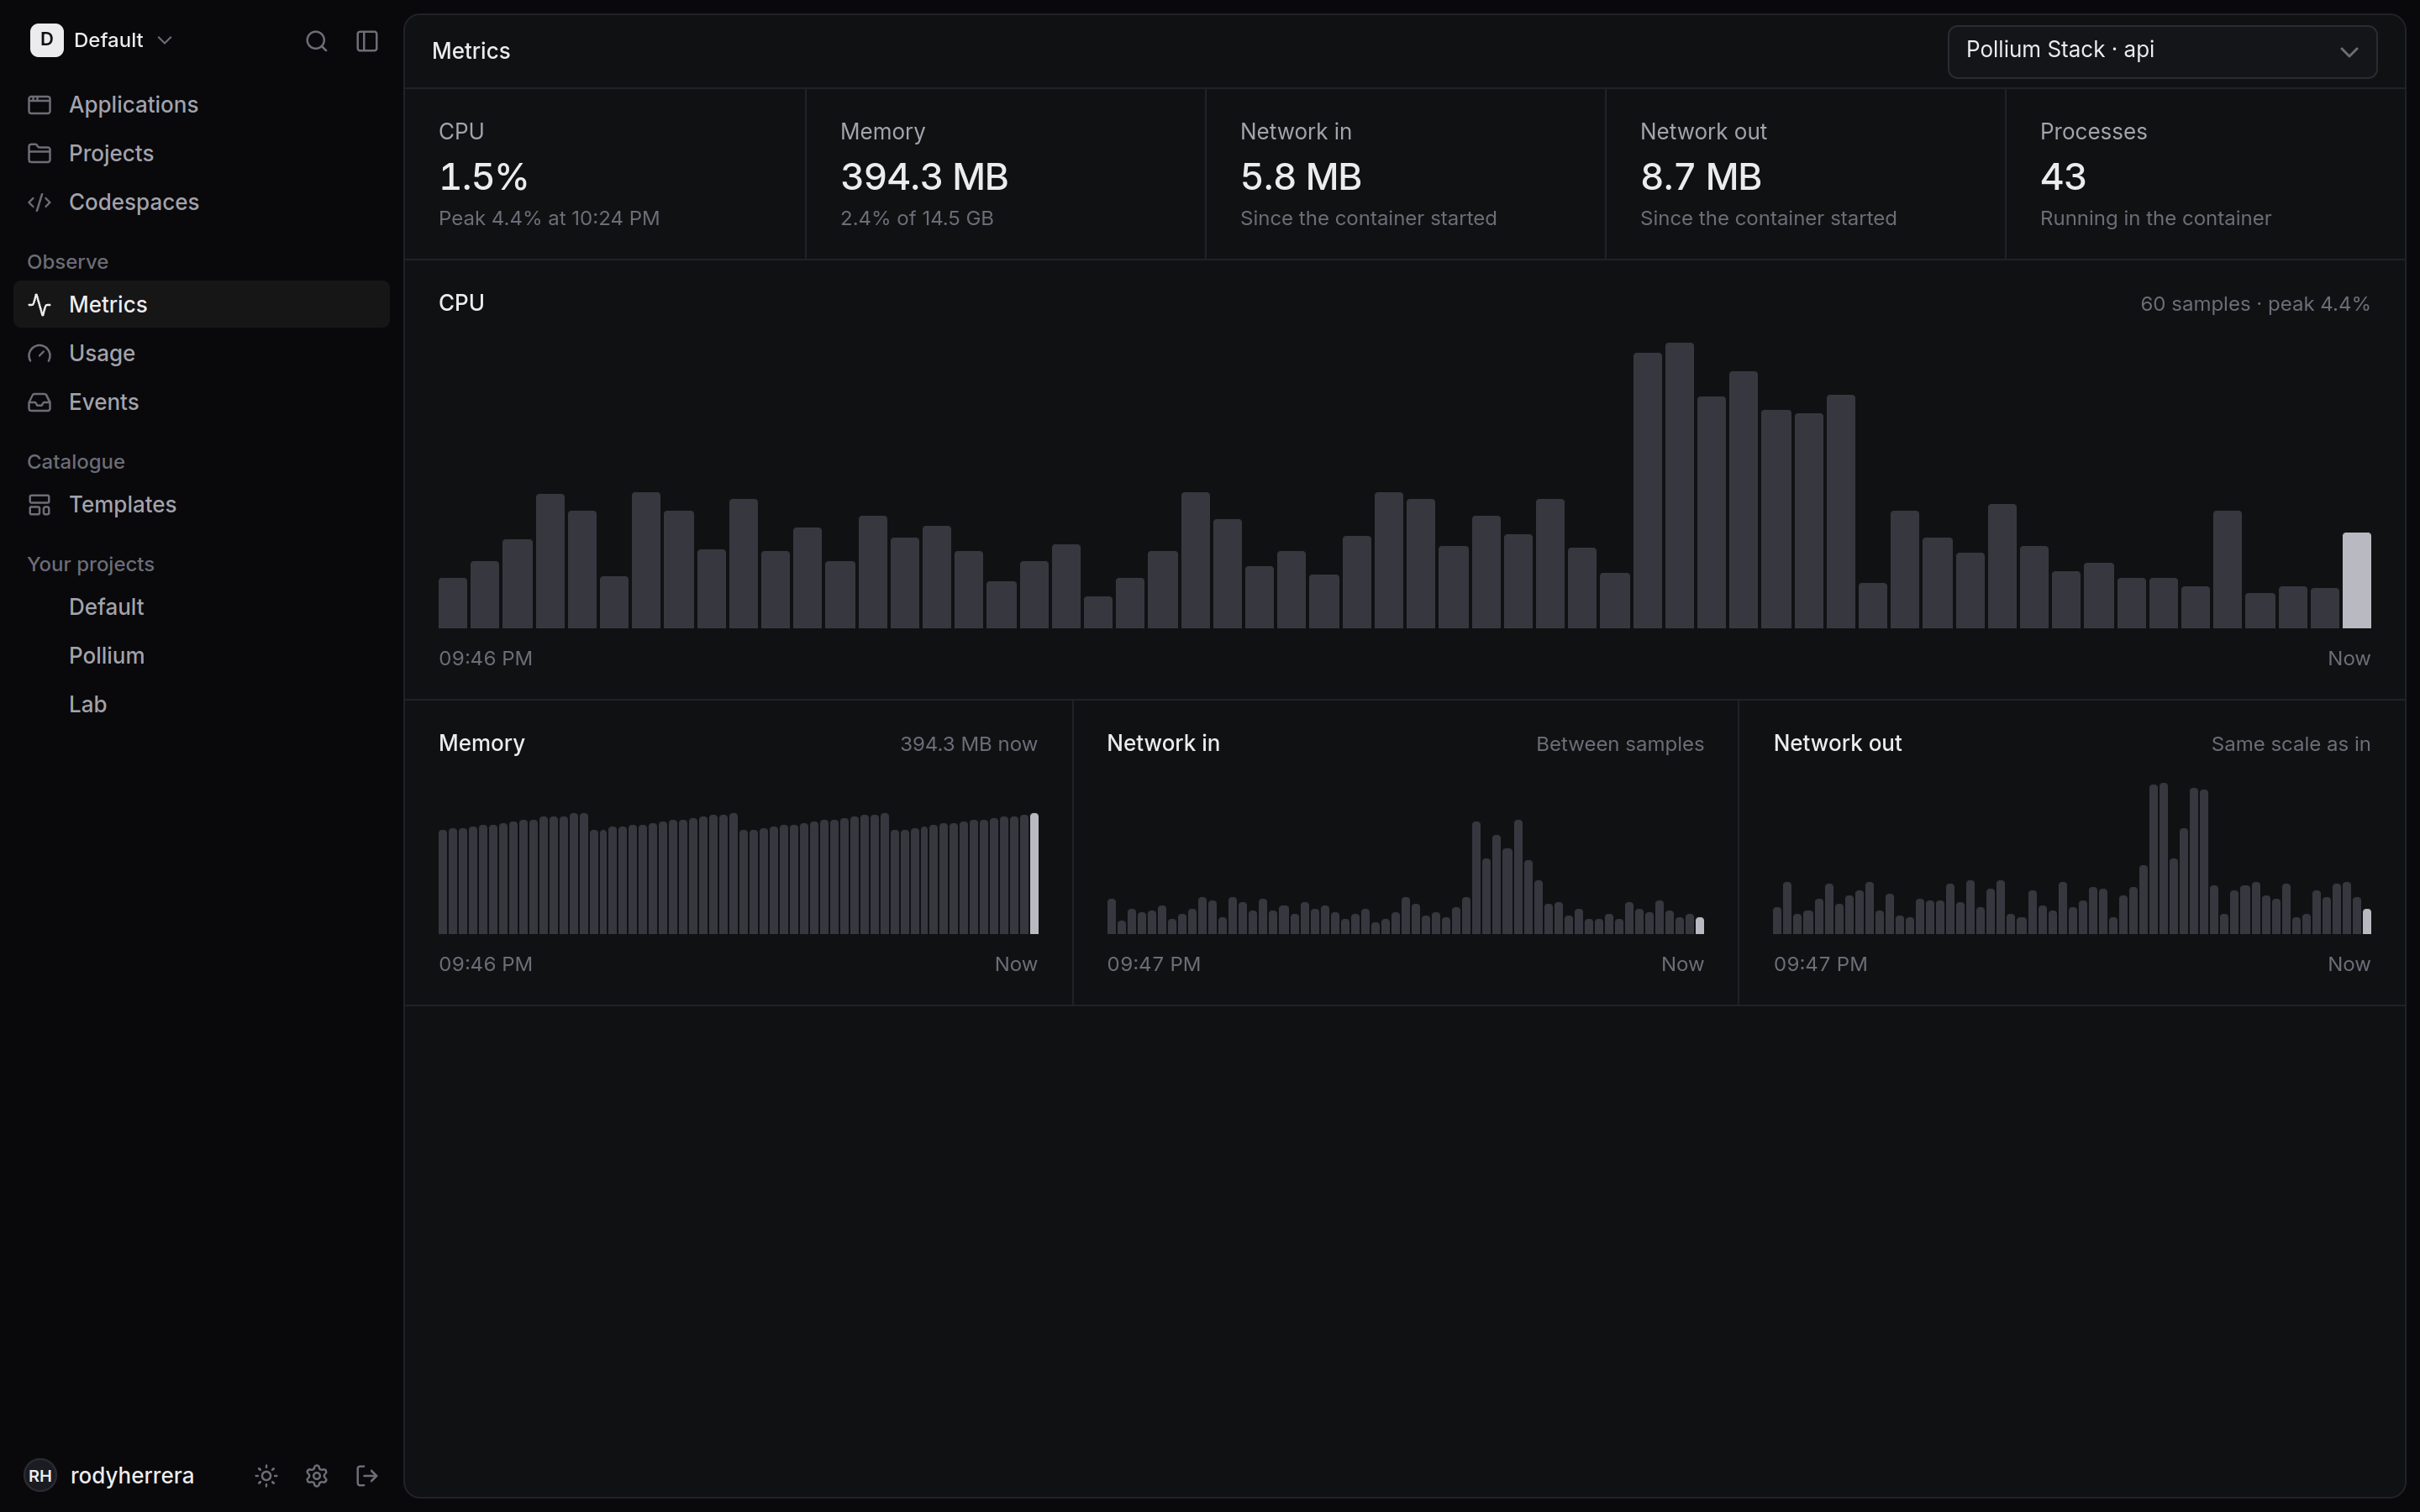 D Default
Applications
Projects
Codespaces
Observe
Metrics
Usage
Events
Catalogue
Templates
Your projects
Default
Pollium
Lab
RH rodyherrera
Metrics
Pollium Stack · api
CPU
1.5%
Peak 4.4% at 10:24 PM
Memory
394.3 MB
2.4% of 14.5 GB
Network in
5.8 MB
Since the container started
Network out
8.7 MB
Since the container started
Processes
43
Running in the container
CPU
60 samples · peak 4.4%
09:46 PM
Now
Memory
394.3 MB now
09:46 PM
Now
Network in
Between samples
09:47 PM
Now
Network out
Same scale as in
09:47 PM
Now